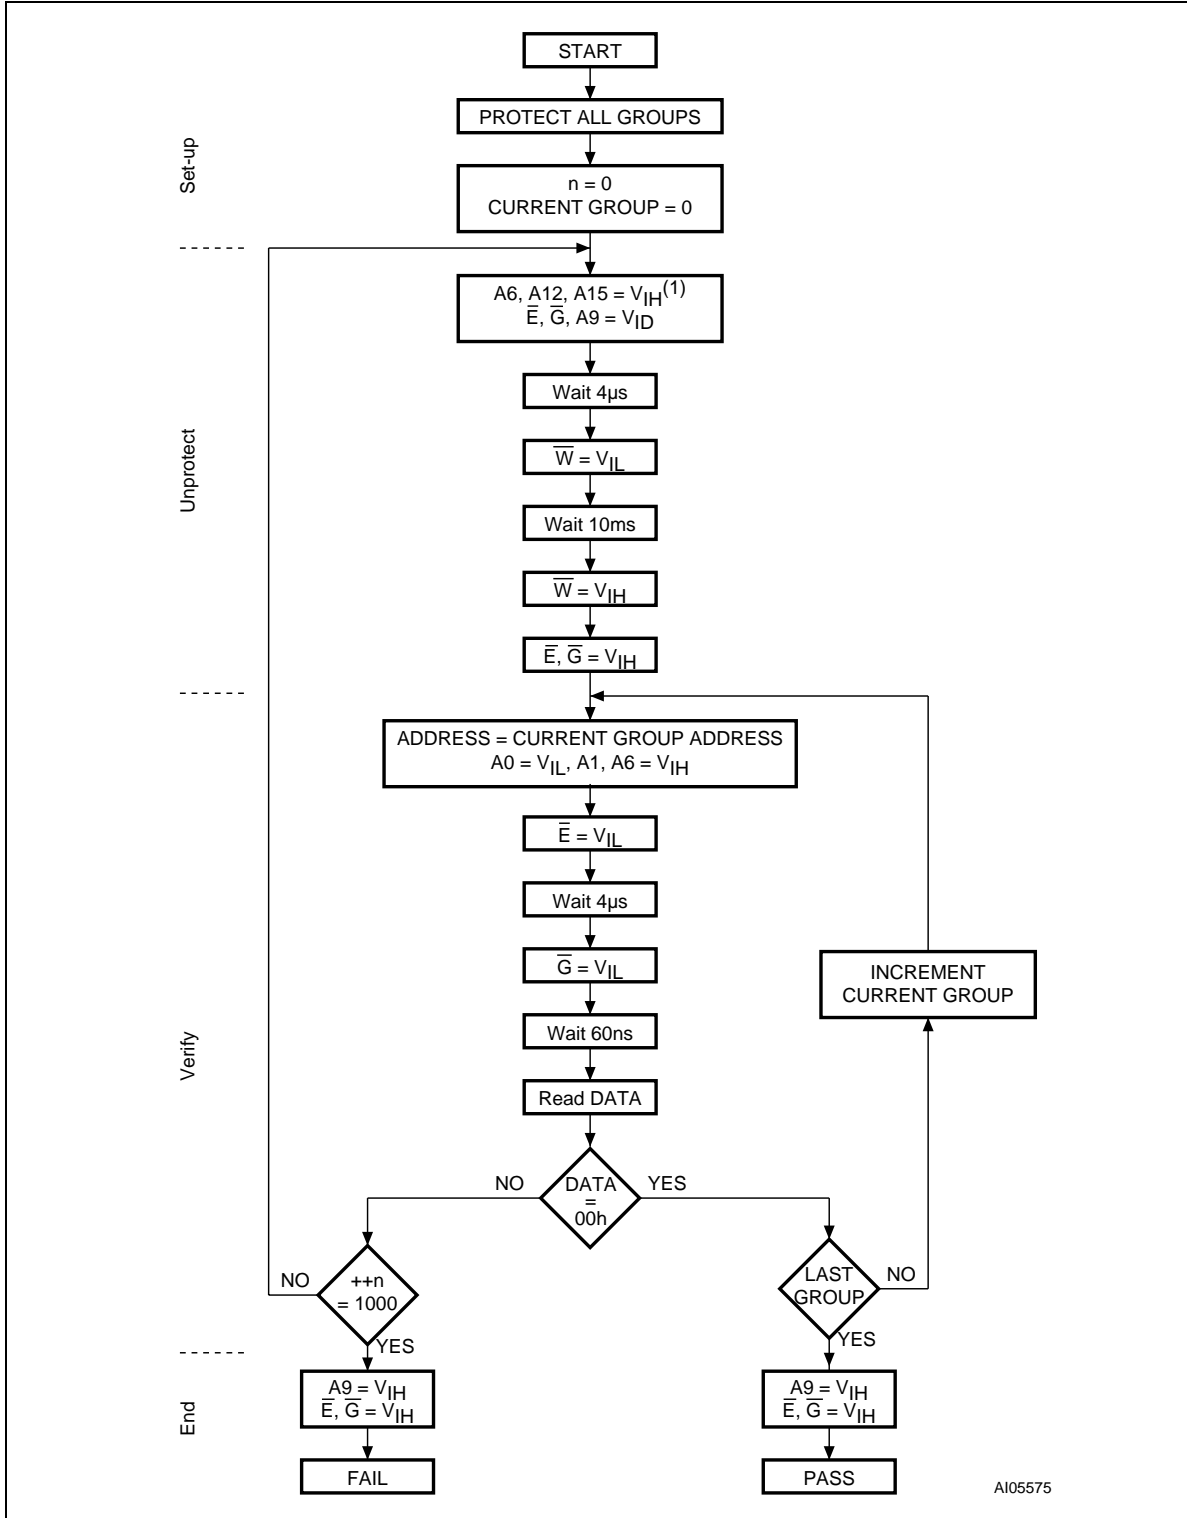 START
PROTECT ALL GROUPS
Set-up
n = 0
CURRENT GROUP = 0
A6, A12, A15 = VIH(1)
E̅, G̅, A9 = VID
Wait 4µs
Unprotect
W̅ = VIL
Wait 10ms
W̅ = VIH
E̅, G̅ = VIH
ADDRESS = CURRENT GROUP ADDRESS
A0 = VIL, A1, A6 = VIH
E̅ = VIL
Wait 4µs
G̅ = VIL
INCREMENT
CURRENT GROUP
Wait 60ns
Verify
Read DATA
NO
DATA
=
00h
YES
NO
++n
= 1000
YES
LAST
GROUP
NO
YES
End
A9 = VIH
E̅, G̅ = VIH
A9 = VIH
E̅, G̅ = VIH
FAIL
PASS
AI05575